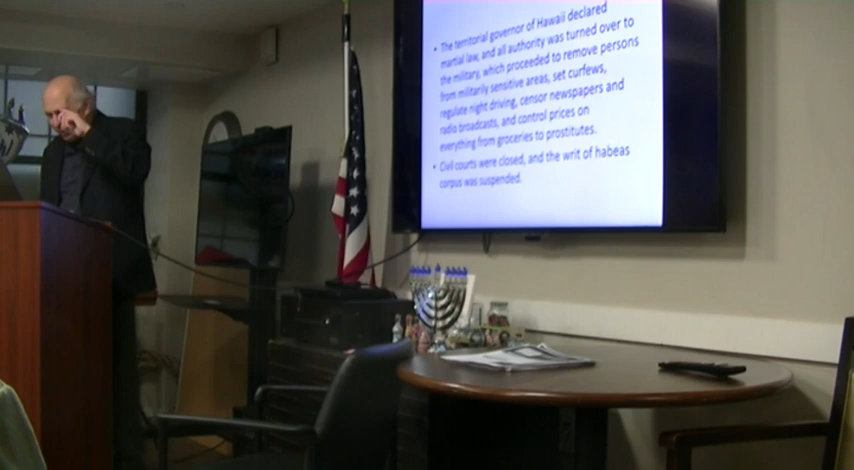 • The territorial governor of Hawaii declared
martial law, and all authority was turned over to
the military, which proceeded to remove persons
from militarily sensitive areas, set curfews,
regulate night driving, censor newspapers and
radio broadcasts, and control prices on
everything from groceries to prostitutes.
• Civil courts were closed, and the writ of habeas
corpus was suspended.